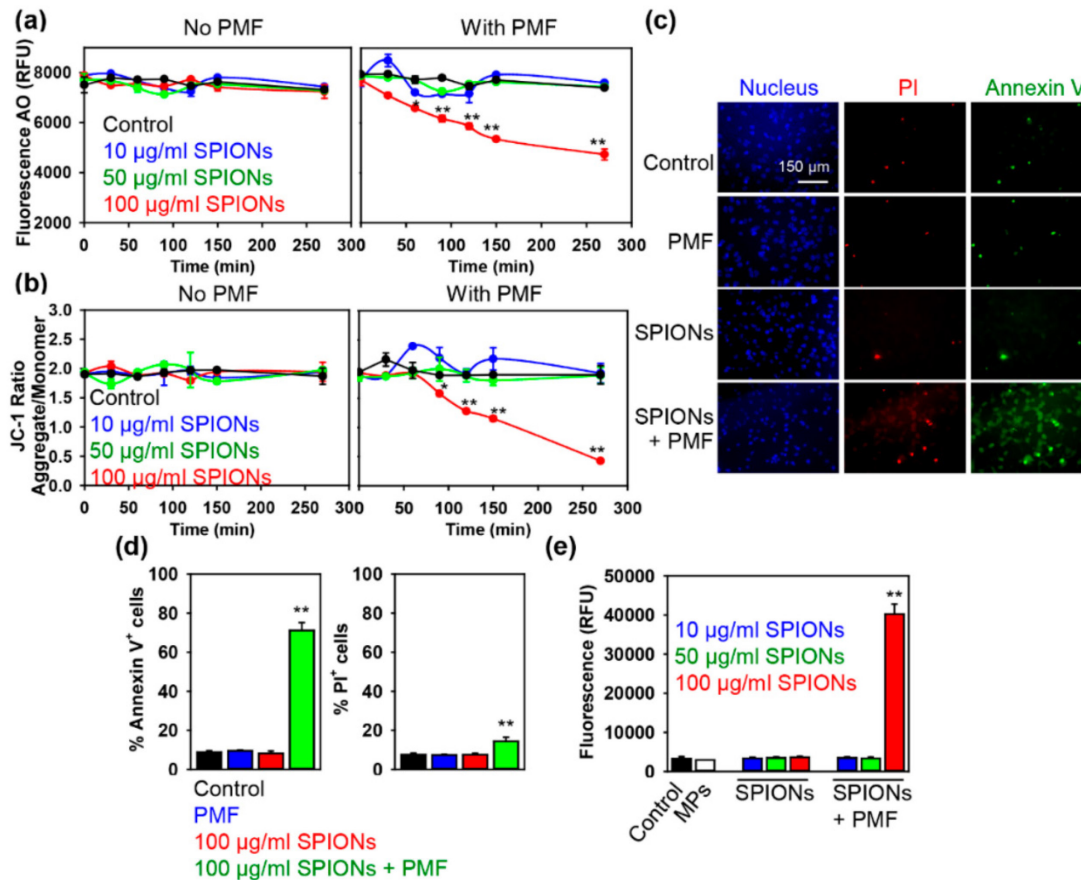 (a)
No PMF
With PMF
Fluorescence AO (RFU)
8000
6000
4000
2000
Control
10 µg/ml SPIONs
50 µg/ml SPIONs
100 µg/ml SPIONs
* ** ** ** **
0 50 100 150 200 250 300 50 100 150 200 250 300
Time (min)
Time (min)
(b)
No PMF
With PMF
JC-1 Ratio
Aggregate/Monomer
3.0
2.5
2.0
1.5
1.0
0.5
0.0
Control
10 µg/ml SPIONs
50 µg/ml SPIONs
100 µg/ml SPIONs
* ** ** **
0 50 100 150 200 250 0 50 100 150 200 250 300
Time (min)
Time (min)
(c)
Nucleus PI Annexin V
Control
150 µm
PMF
SPIONs
SPIONs
+ PMF
(d)
% Annexin V+ cells
100
80
60
40
20
0
**
% PI+ cells
100
80
60
40
20
0
**
Control
PMF
100 µg/ml SPIONs
100 µg/ml SPIONs + PMF
(e)
Fluorescence (RFU)
50000
40000
30000
20000
10000
0
10 µg/ml SPIONs
50 µg/ml SPIONs
100 µg/ml SPIONs
**
Control
MPs
SPIONs
SPIONs
+ PMF